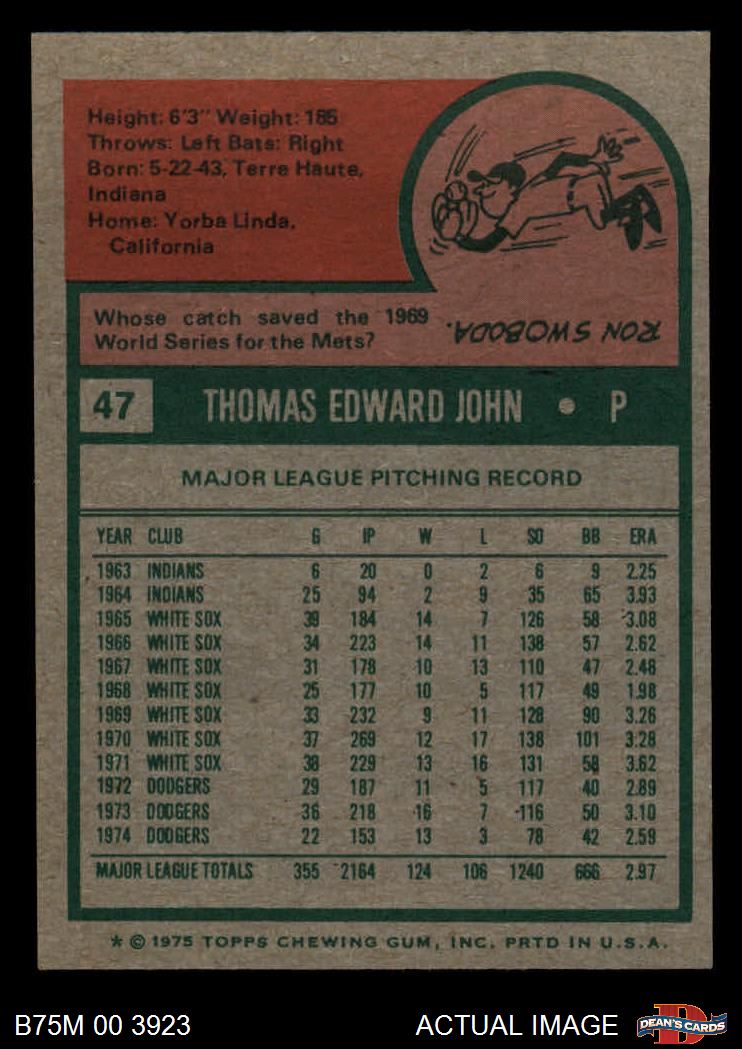 Height: 6'3" Weight: 185
Throws: Left Bats: Right
Born: 5-22-43, Terre Haute,
Indiana
Home: Yorba Linda,
California
Whose catch saved the 1969
World Series for the Mets?
RON SWOBODA.
47 THOMAS EDWARD JOHN • P
MAJOR LEAGUE PITCHING RECORD
YEAR CLUB G IP W L SO BB ERA
1963 INDIANS 6 20 0 2 6 9 2.25
1964 INDIANS 25 94 2 9 35 65 3.93
1965 WHITE SOX 39 184 14 7 126 58 3.08
1966 WHITE SOX 34 223 14 11 138 57 2.62
1967 WHITE SOX 31 178 10 13 110 47 2.48
1968 WHITE SOX 25 177 10 5 117 49 1.98
1969 WHITE SOX 33 232 9 11 128 90 3.26
1970 WHITE SOX 37 269 12 17 138 101 3.28
1971 WHITE SOX 38 229 13 16 131 58 3.62
1972 DODGERS 29 187 11 5 117 40 2.89
1973 DODGERS 36 218 16 7 116 50 3.10
1974 DODGERS 22 153 13 3 78 42 2.59
MAJOR LEAGUE TOTALS 355 2164 124 106 1240 666 2.97
* © 1975 TOPPS CHEWING GUM, INC. PRTD IN U.S.A.
B75M 00 3923 ACTUAL IMAGE DEAN'S CARDS